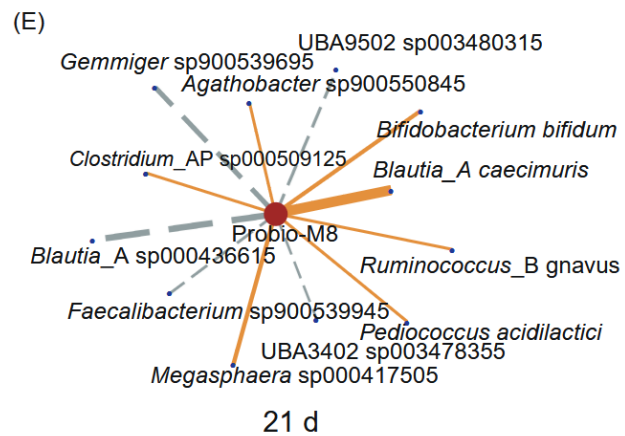 (E)
UBA9502 sp003480315
Gemmiger sp900539695
Agathobacter sp900550845
Bifidobacterium bifidum
Clostridium_AP sp000509125
Blautia_A caecimuris
Probio-M8
Blautia_A sp000436615
Ruminococcus_B gnavus
Faecalibacterium sp900539945
Pediococcus acidilactici
UBA3402 sp003478355
Megasphaera sp000417505
21 d